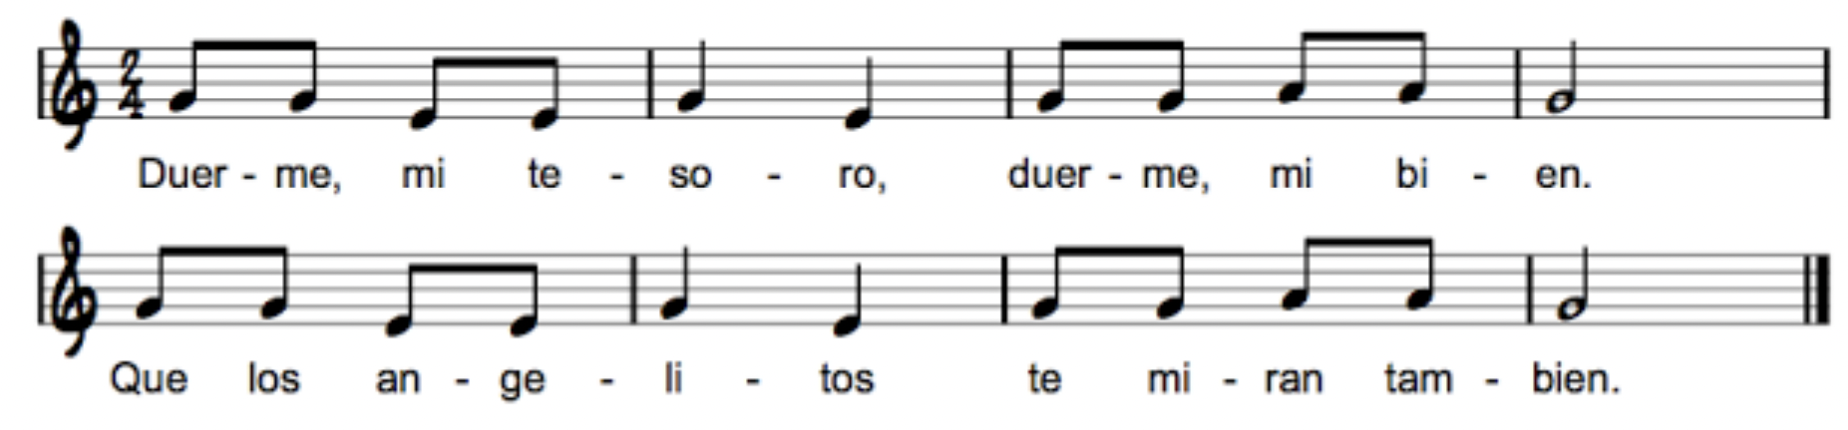 2
4
Duer - me, mi te - so - ro, duer - me, mi bi - en.
Que los an - ge - li - tos te mi - ran tam - bien.